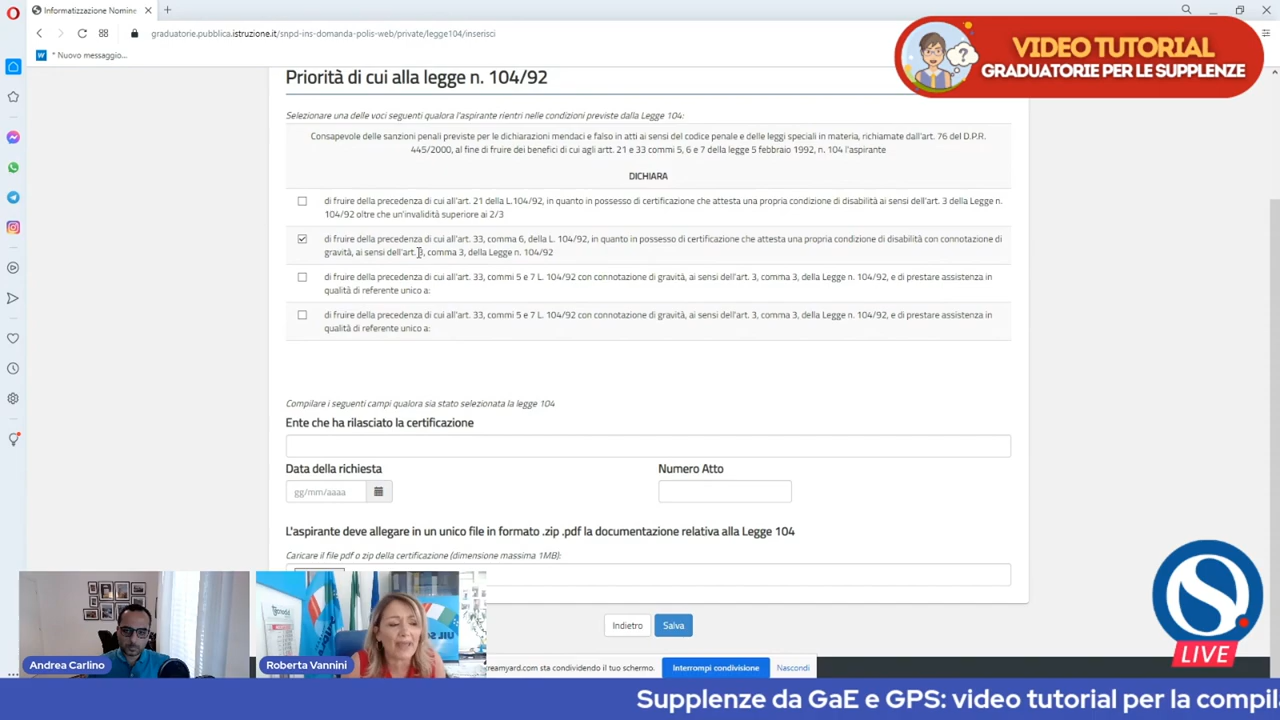 Informatizzazione Nomine
graduatorie.pubblica.istruzione.it/snpd-ins-domanda-polis-web/private/legge104/inserisci
* Nuovo messaggio...
VIDEO TUTORIAL
GRADUATORIE PER LE SUPPLENZE
Priorità di cui alla legge n. 104/92
Selezionare una delle voci seguenti qualora l'aspirante rientri nelle condizioni previste dalla Legge 104:
Consapevole delle sanzioni penali previste per le dichiarazioni mendaci e falso in atti ai sensi del codice penale e delle leggi speciali in materia, richiamate dall'art. 76 del D.P.R.
445/2000, al fine di fruire dei benefici di cui agli artt. 21 e 33 commi 5, 6 e 7 della legge 5 febbraio 1992, n. 104 l'aspirante
DICHIARA
di fruire della precedenza di cui all'art. 21 della L.104/92, in quanto in possesso di certificazione che attesta una propria condizione di disabilità ai sensi dell'art. 3 della Legge n.
104/92 oltre che un'invalidità superiore ai 2/3
di fruire della precedenza di cui all'art. 33, comma 6, della L. 104/92, in quanto in possesso di certificazione che attesta una propria condizione di disabilità con connotazione di
gravità, ai sensi dell'art. 3, comma 3, della Legge n. 104/92
di fruire della precedenza di cui all'art. 33, commi 5 e 7 L. 104/92 con connotazione di gravità, ai sensi dell'art. 3, comma 3, della Legge n. 104/92, e di prestare assistenza in
qualità di referente unico a:
di fruire della precedenza di cui all'art. 33, commi 5 e 7 L. 104/92 con connotazione di gravità, ai sensi dell'art. 3, comma 3, della Legge n. 104/92, e di prestare assistenza in
qualità di referente unico a:
Compilare i seguenti campi qualora sia stato selezionata la legge 104
Ente che ha rilasciato la certificazione
Data della richiesta
Numero Atto
gg/mm/aaaa
L'aspirante deve allegare in un unico file in formato .zip .pdf la documentazione relativa alla Legge 104
Caricare il file pdf o zip della certificazione (dimensione massima 1MB):
Indietro
Salva
Andrea Carlino
Roberta Vannini
reamyard.com sta condividendo il tuo schermo.
Interrompi condivisione
Nascondi
S
LIVE
Supplenze da GaE e GPS: video tutorial per la compil